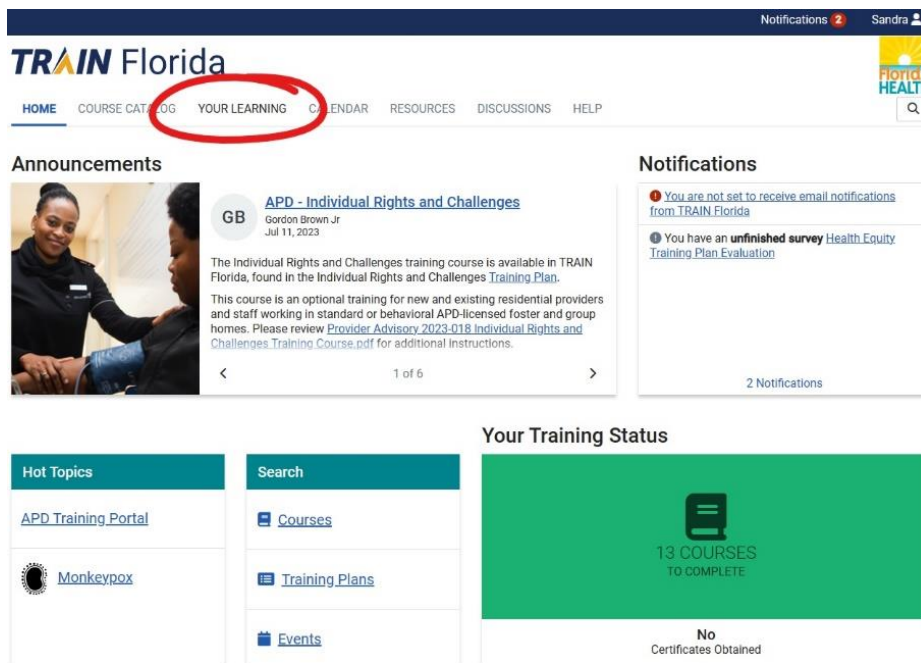 Notifications 2 Sandra
TRAIN Florida
Florida
HEALT
HOME COURSE CATALOG YOUR LEARNING CALENDAR RESOURCES DISCUSSIONS HELP
Announcements
GB
APD - Individual Rights and Challenges
Gordon Brown Jr
Jul 11, 2023
The Individual Rights and Challenges training course is available in TRAIN
Florida, found in the Individual Rights and Challenges Training Plan.
This course is an optional training for new and existing residential providers
and staff working in standard or behavioral APD-licensed foster and group
homes. Please review Provider Advisory 2023-018 Individual Rights and
Challenges Training Course.pdf for additional instructions.
1 of 6
Notifications
You are not set to receive email notifications
from TRAIN Florida
You have an unfinished survey Health Equity
Training Plan Evaluation
2 Notifications
Hot Topics
APD Training Portal
Monkeypox
Search
Courses
Training Plans
Events
Your Training Status
13 COURSES
TO COMPLETE
No
Certificates Obtained